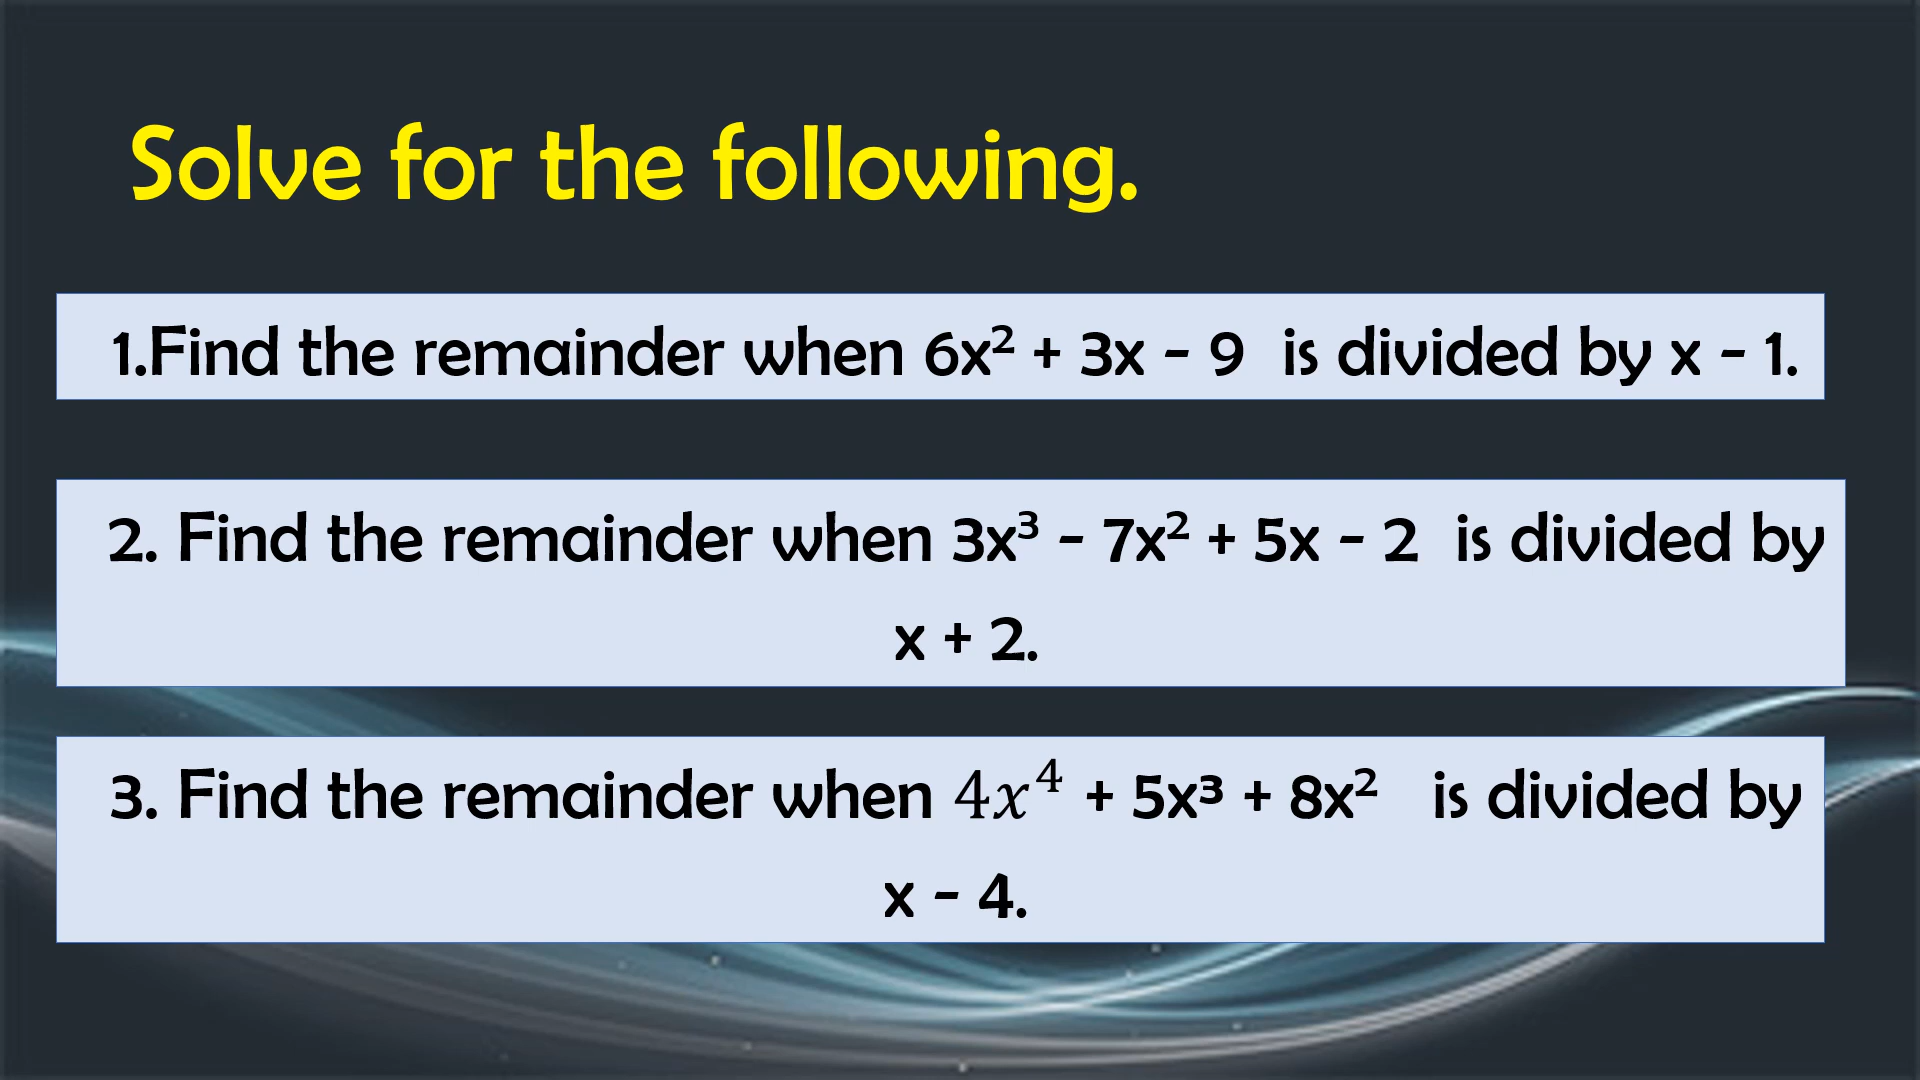 Solve for the following.
1.Find the remainder when 6x² + 3x - 9 is divided by x - 1.
2. Find the remainder when 3x³ - 7x² + 5x - 2 is divided by
x + 2.
3. Find the remainder when 4𝑥⁴ + 5x³ + 8x² is divided by
x - 4.